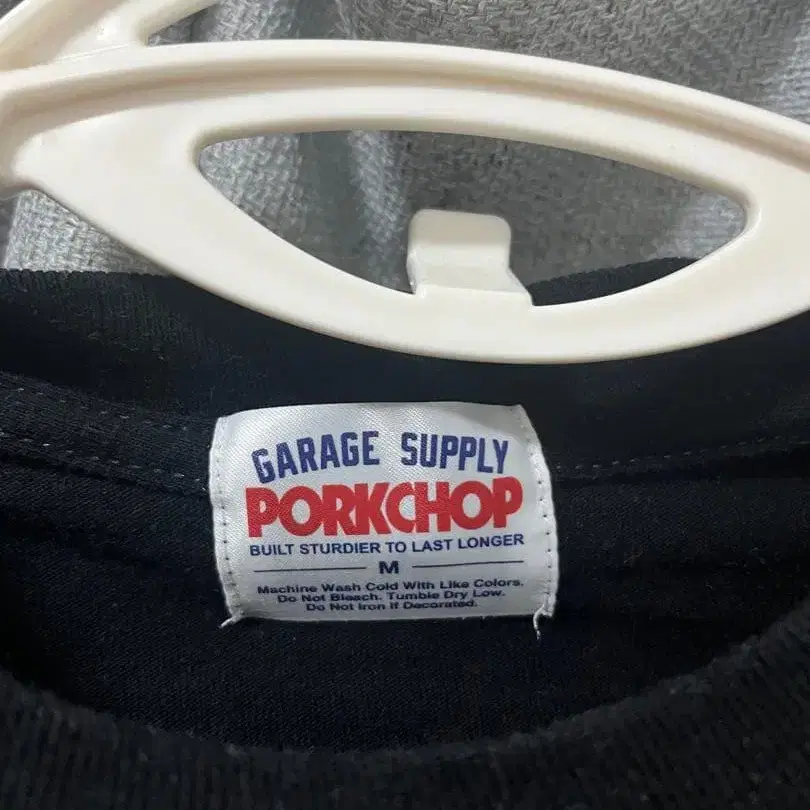 GARAGE SUPPLY
PORKCHOP
BUILT STURDIER TO LAST LONGER
M
Machine Wash Cold With Like Colors.
Do Not Bleach. Tumble Dry Low.
Do Not Iron If Decorated.